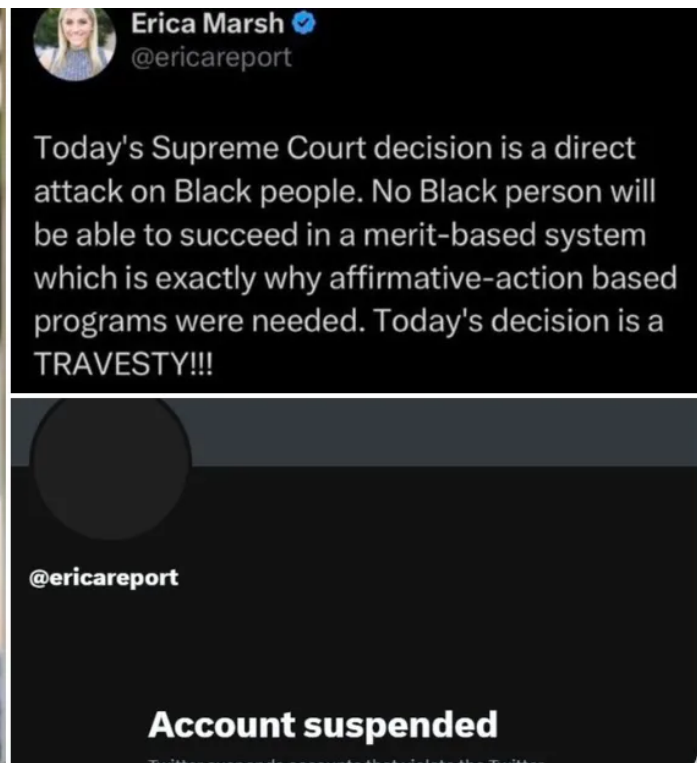 Erica Marsh
@ericareport
Today's Supreme Court decision is a direct
attack on Black people. No Black person will
be able to succeed in a merit-based system
which is exactly why affirmative-action based
programs were needed. Today's decision is a
TRAVESTY!!!
@ericareport
Account suspended